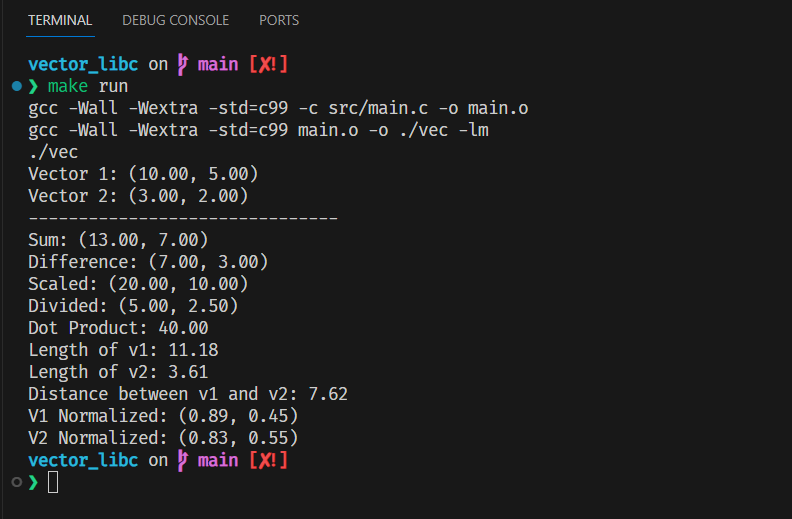 TERMINAL DEBUG CONSOLE PORTS
vector_libc on main [✘!]
❯ make run
gcc -Wall -Wextra -std=c99 -c src/main.c -o main.o
gcc -Wall -Wextra -std=c99 main.o -o ./vec -lm
./vec
Vector 1: (10.00, 5.00)
Vector 2: (3.00, 2.00)
-------------------------------
Sum: (13.00, 7.00)
Difference: (7.00, 3.00)
Scaled: (20.00, 10.00)
Divided: (5.00, 2.50)
Dot Product: 40.00
Length of v1: 11.18
Length of v2: 3.61
Distance between v1 and v2: 7.62
V1 Normalized: (0.89, 0.45)
V2 Normalized: (0.83, 0.55)
vector_libc on main [✘!]
❯